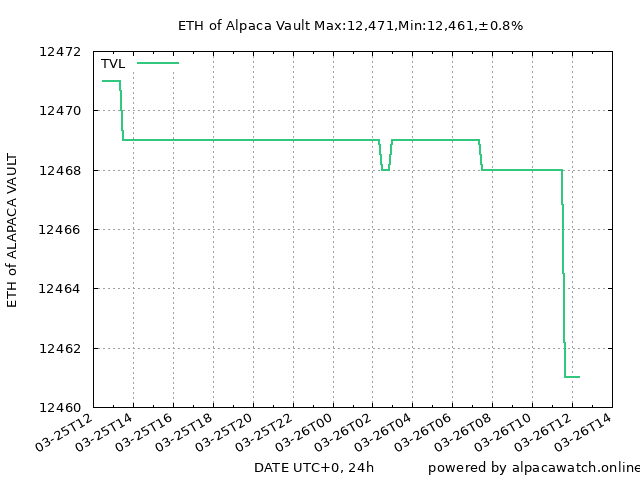 ETH of Alpaca Vault Max:12,471,Min:12,461,±0.8%
TVL
12472
12470
12468
12466
12464
12462
12460
ETH of ALAPACA VAULT
03-25T12
03-25T14
03-25T16
03-25T18
03-25T20
03-25T22
03-26T00
03-26T02
03-26T04
03-26T06
03-26T08
03-26T10
03-26T12
03-26T14
DATE UTC+0, 24h
powered by alpacawatch.online